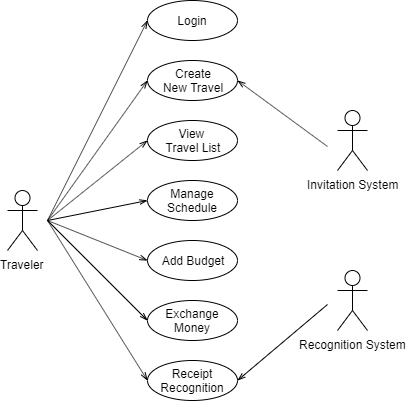 Login
Create
New Travel
View
Travel List
Manage
Schedule
Invitation System
Traveler
Add Budget
Exchange
Money
Recognition System
Receipt
Recognition